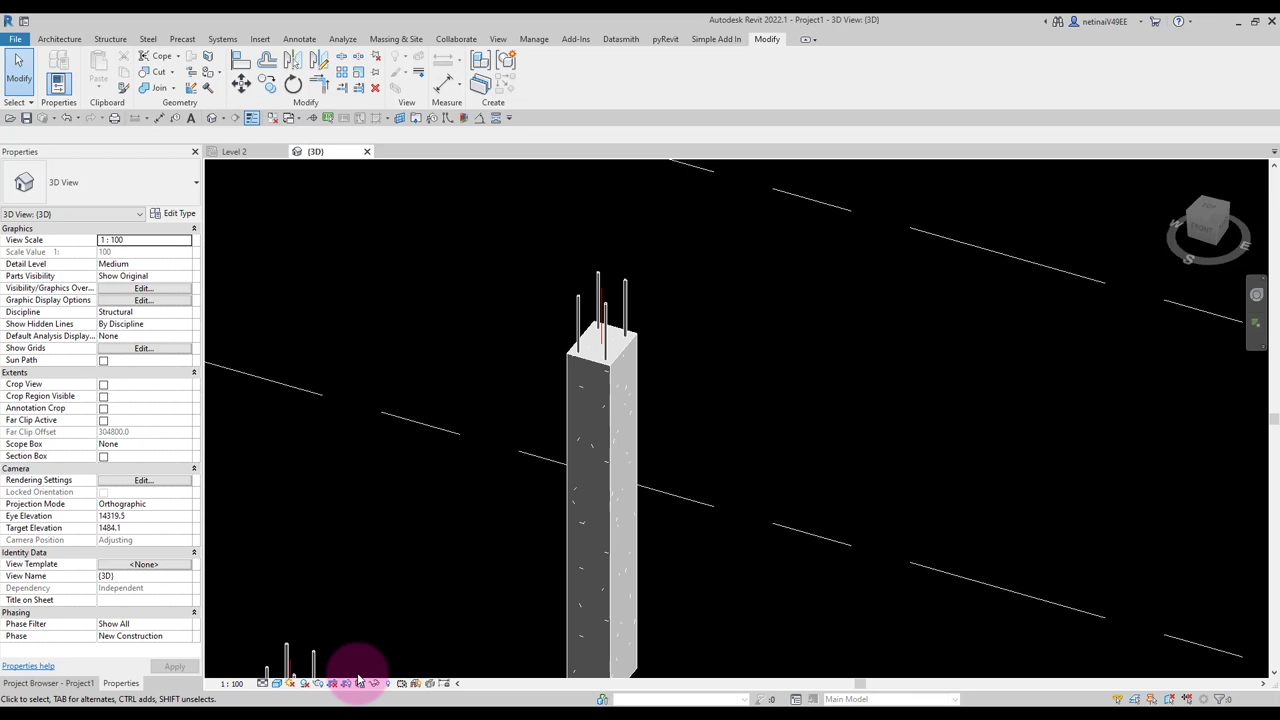 Autodesk Revit 2022.1 - Project1 - 3D View: {3D}
netinaiV49EE
File Architecture Structure Steel Precast Systems Insert Annotate Analyze Massing & Site Collaborate View Manage Add-Ins Datasmith pyRevit Simple Add In Modify
Modify
Properties
Paste
Cope
Cut
Join
Select Properties Clipboard Geometry Modify View Measure Create
Properties
Level 2
{3D}
3D View
3D View: {3D}
Edit Type
Graphics
View Scale 1 : 100
Scale Value 1: 100
Detail Level Medium
Parts Visibility Show Original
Visibility/Graphics Over... Edit...
Graphic Display Options Edit...
Discipline Structural
Show Hidden Lines By Discipline
Default Analysis Display... None
Show Grids Edit...
Sun Path
Extents
Crop View
Crop Region Visible
Annotation Crop
Far Clip Active
Far Clip Offset 304800.0
Scope Box None
Section Box
Camera
Rendering Settings Edit...
Locked Orientation
Projection Mode Orthographic
Eye Elevation 14319.5
Target Elevation 1484.1
Camera Position Adjusting
Identity Data
View Template <None>
View Name {3D}
Dependency Independent
Title on Sheet
Phasing
Phase Filter Show All
Phase New Construction
Properties help
Apply
Project Browser - Project1 Properties
1 : 100
Click to select, TAB for alternates, CTRL adds, SHIFT unselects.
:0
Main Model
:0
TOP
FRONT
W
S
E